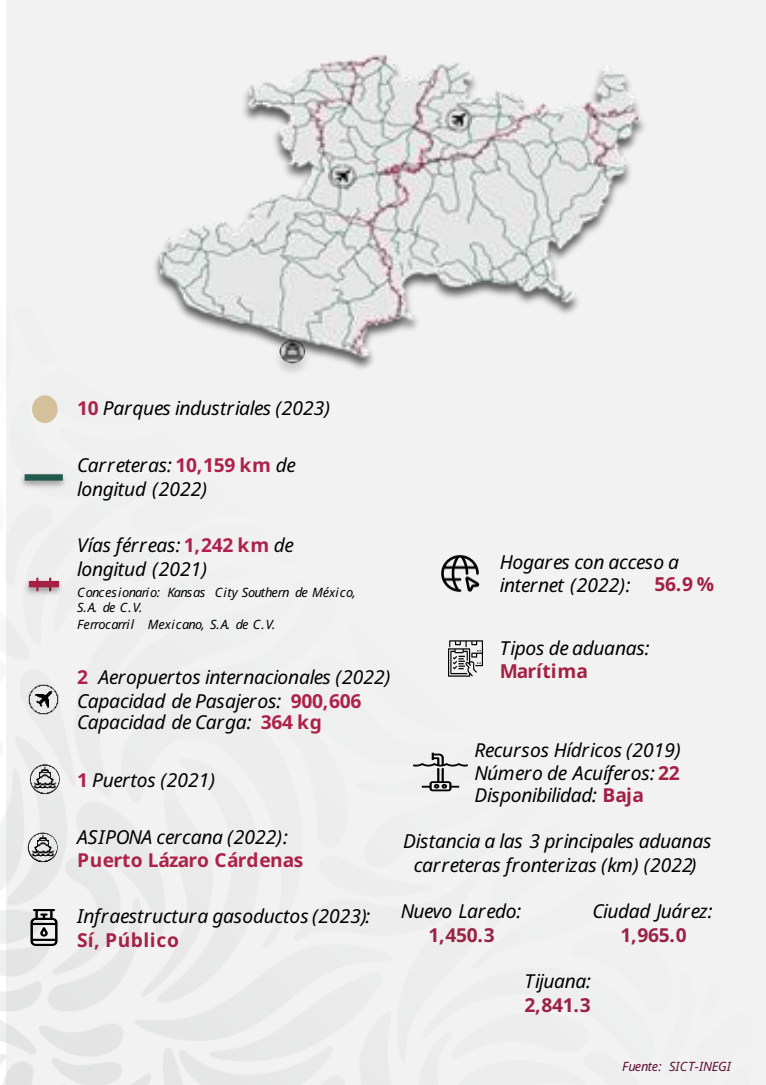 10 Parques industriales (2023)
Carreteras: 10,159 km de
longitud (2022)
Vías férreas: 1,242 km de
longitud (2021)
Concesionario: Kansas City Southern de México,
S.A. de C.V.
Ferrocarril Mexicano, S.A. de C.V.
2 Aeropuertos internacionales (2022)
Capacidad de Pasajeros: 900,606
Capacidad de Carga: 364 kg
1 Puertos (2021)
ASIPONA cercana (2022):
Puerto Lázaro Cárdenas
Infraestructura gasoductos (2023):
Sí, Público
Hogares con acceso a
internet (2022): 56.9 %
Tipos de aduanas:
Marítima
Recursos Hídricos (2019)
Número de Acuíferos: 22
Disponibilidad: Baja
Distancia a las 3 principales aduanas
carreteras fronterizas (km) (2022)
Nuevo Laredo:
1,450.3
Ciudad Juárez:
1,965.0
Tijuana:
2,841.3
Fuente: SICT-INEGI